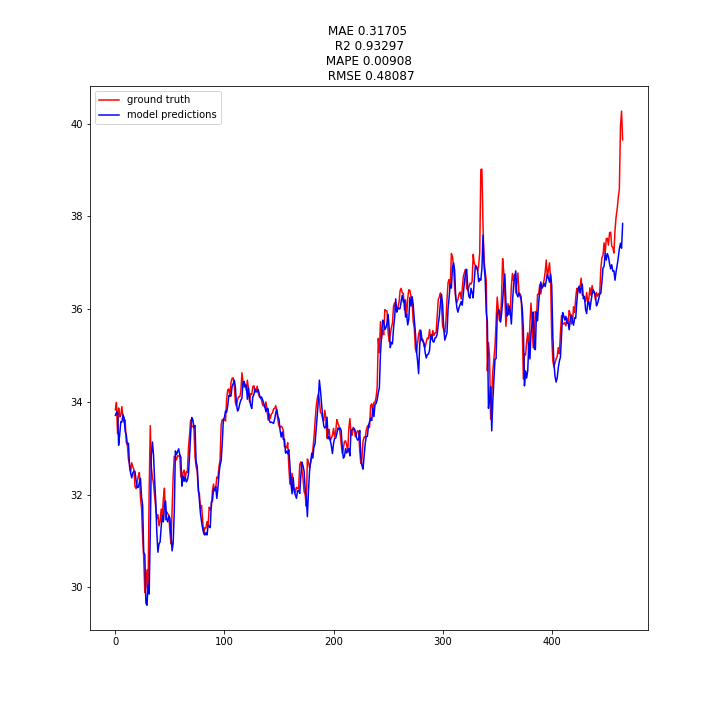 MAE 0.31705
R2 0.93297
MAPE 0.00908
RMSE 0.48087
ground truth
model predictions
40
38
36
34
32
30
0 100 200 300 400